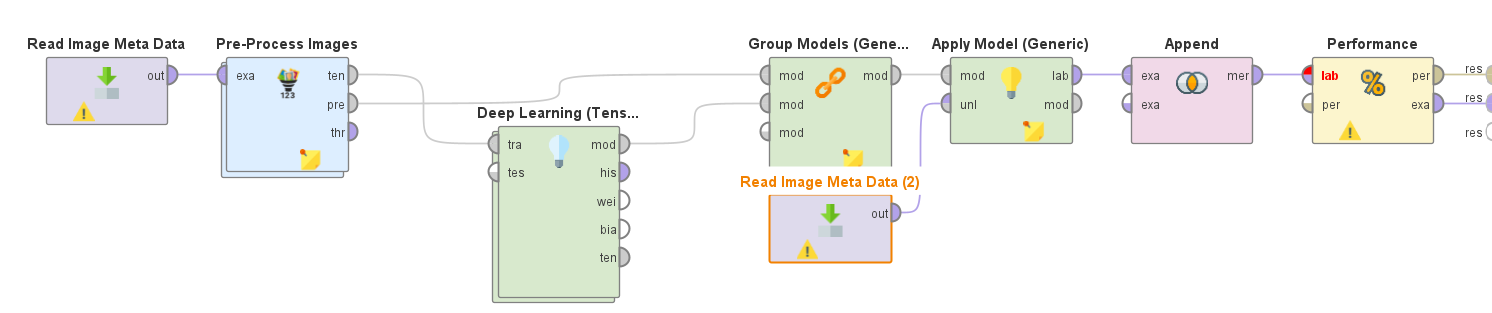 Read Image Meta Data
out
Pre-Process Images
exa
ten
pre
thr
123
Deep Learning (Tens...
tra
tes
mod
his
wei
bia
ten
Group Models (Gene...
mod
mod
mod
mod
Read Image Meta Data (2)
out
Apply Model (Generic)
mod
unl
lab
mod
Append
exa
exa
mer
Performance
lab
per
%
per
exa
res
res
res